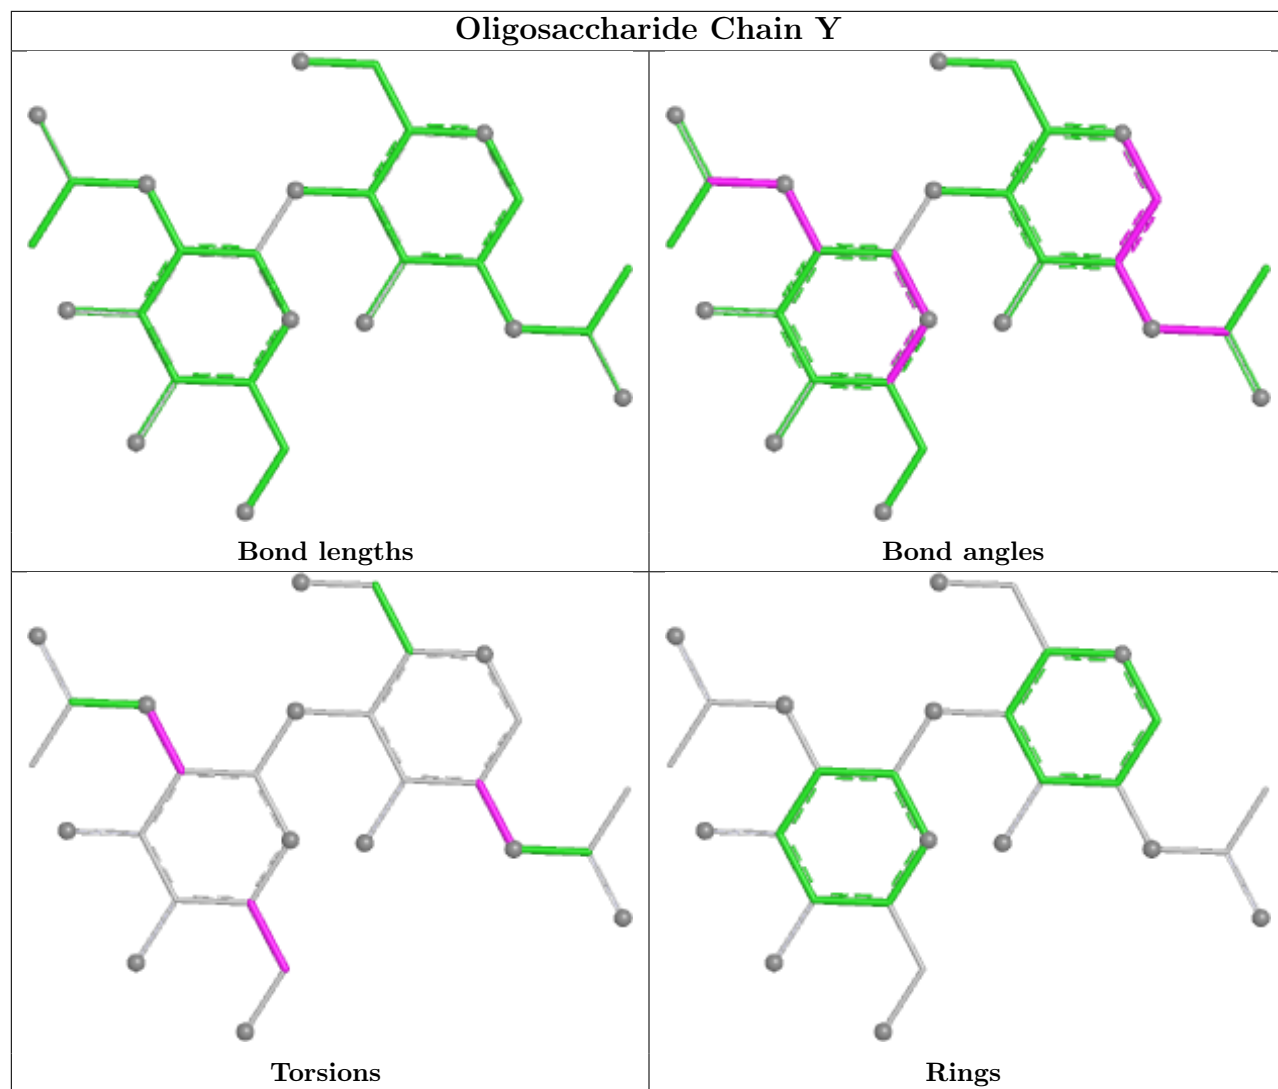 Oligosaccharide Chain Y
Bond lengths
Bond angles
Torsions
Rings